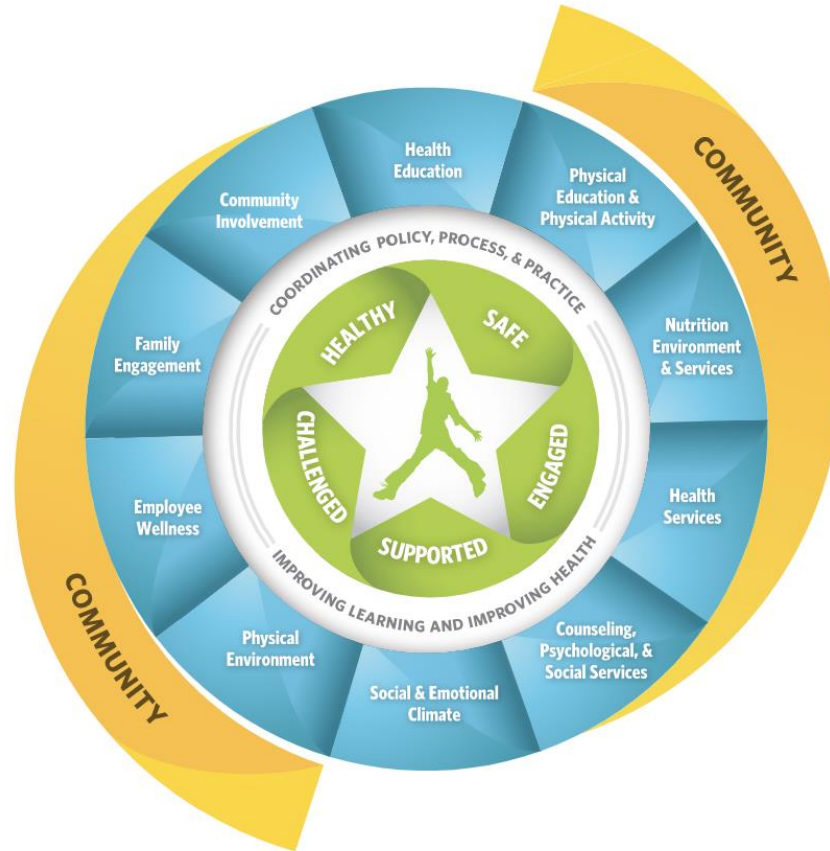 COMMUNITY
Health
Education
Physical
Education &
Physical Activity
Nutrition
Environment
& Services
Health
Services
Counseling,
Psychological, &
Social Services
Social & Emotional
Climate
Physical
Environment
Employee
Wellness
Family
Engagement
Community
Involvement
COMMUNITY
COORDINATING POLICY, PROCESS, & PRACTICE
IMPROVING LEARNING AND IMPROVING HEALTH
HEALTHY
SAFE
ENGAGED
SUPPORTED
CHALLENGED